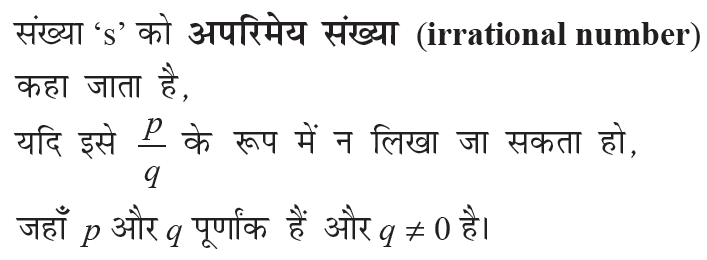 संख्या ‘s’ को अपरिमेय संख्या (irrational number)
कहा जाता है,
यदि इसे p/q के रूप में न लिखा जा सकता हो,
जहाँ p और q पूर्णांक हैं और q ≠ 0 है।